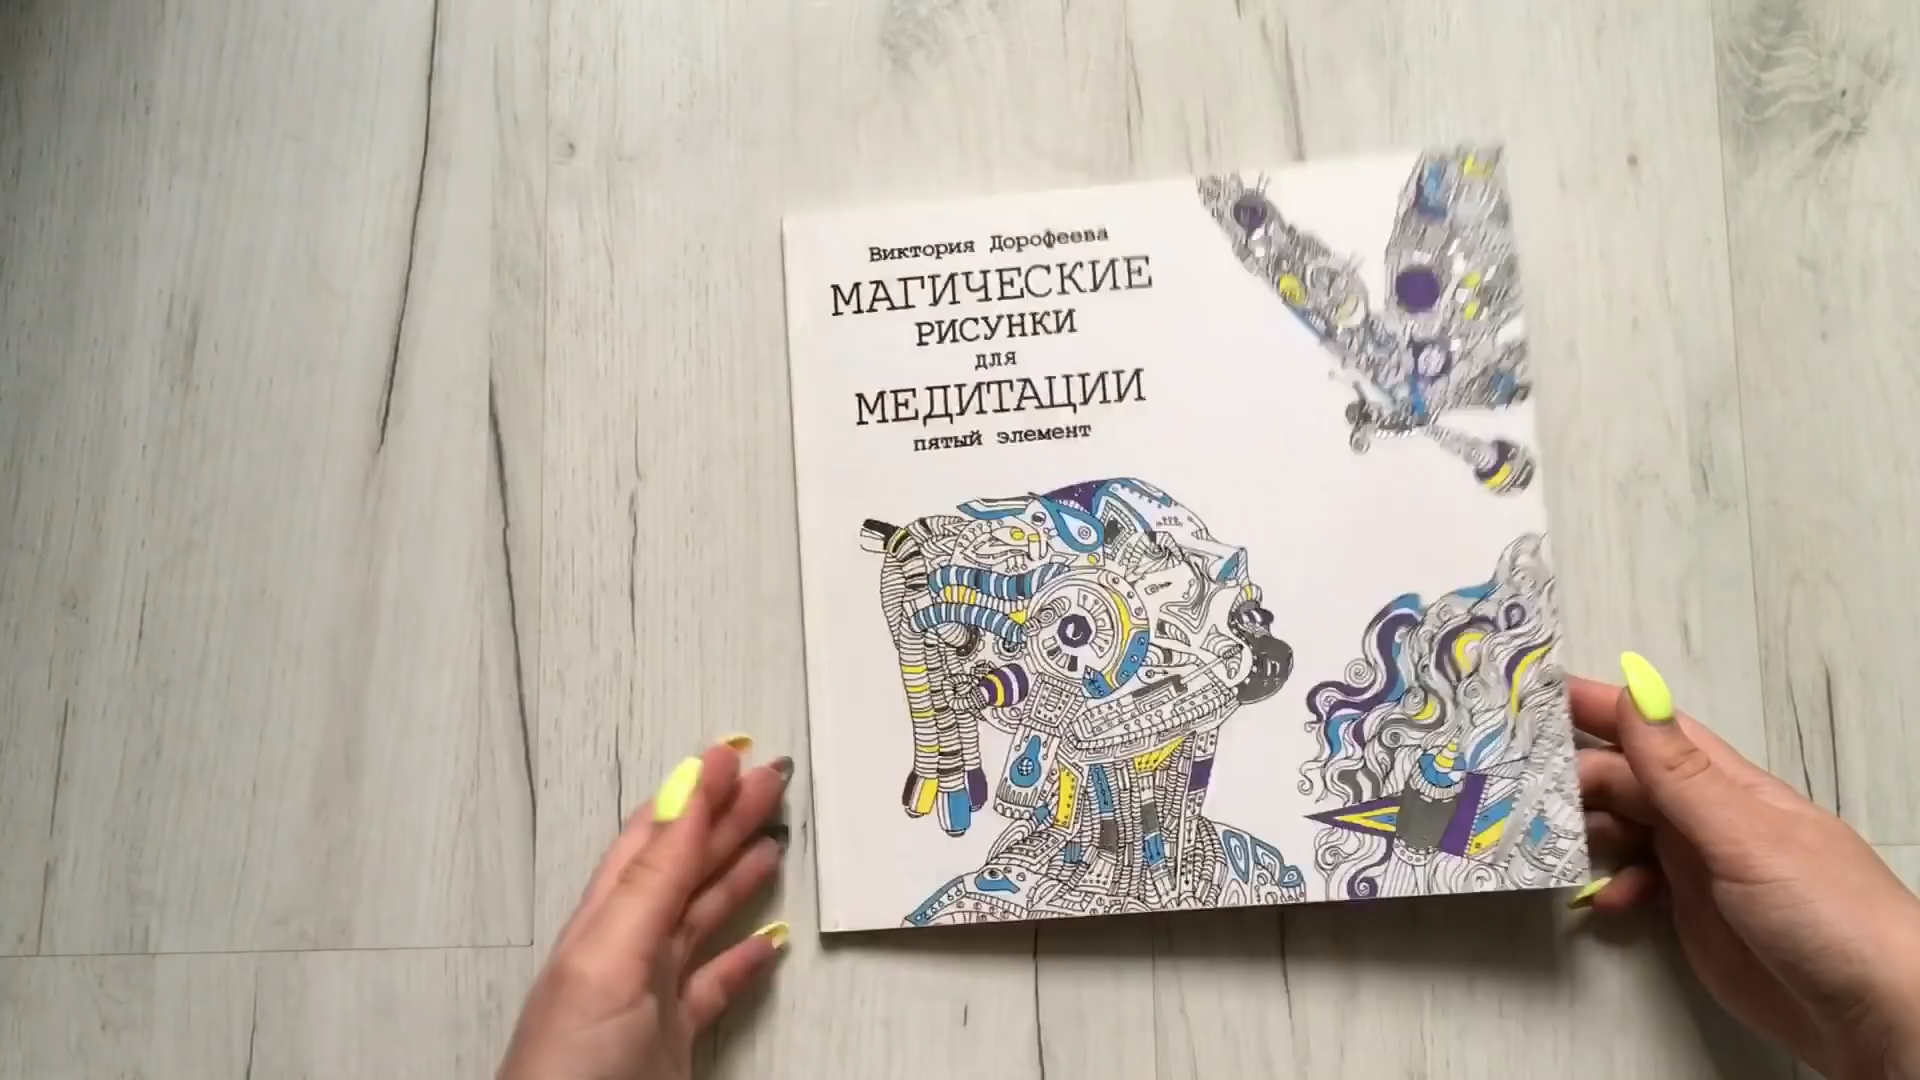 Виктория Дорофеева
МАГИЧЕСКИЕ
РИСУНКИ
для
МЕДИТАЦИИ
пятый элемент